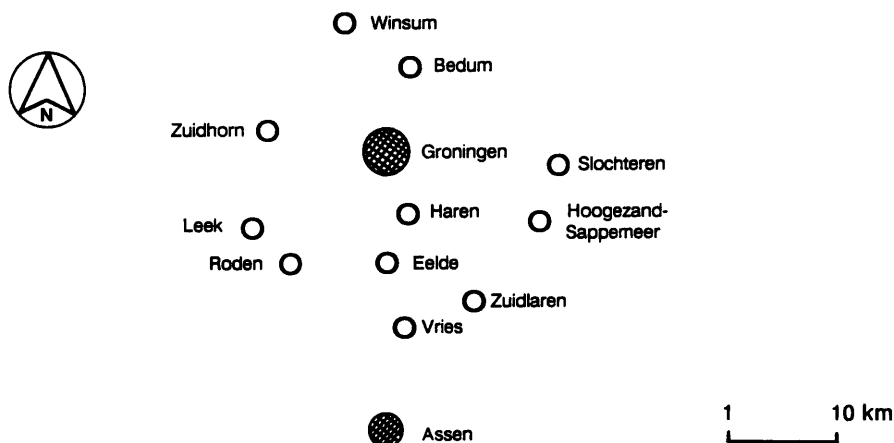 Winsum
Bedum
N
Zuidhorn
Groningen
Slochteren
Haren
Hoogezand-
Sappemeer
Leek
Roden
Eelde
Zuidlaren
Vries
1 10 km
Assen